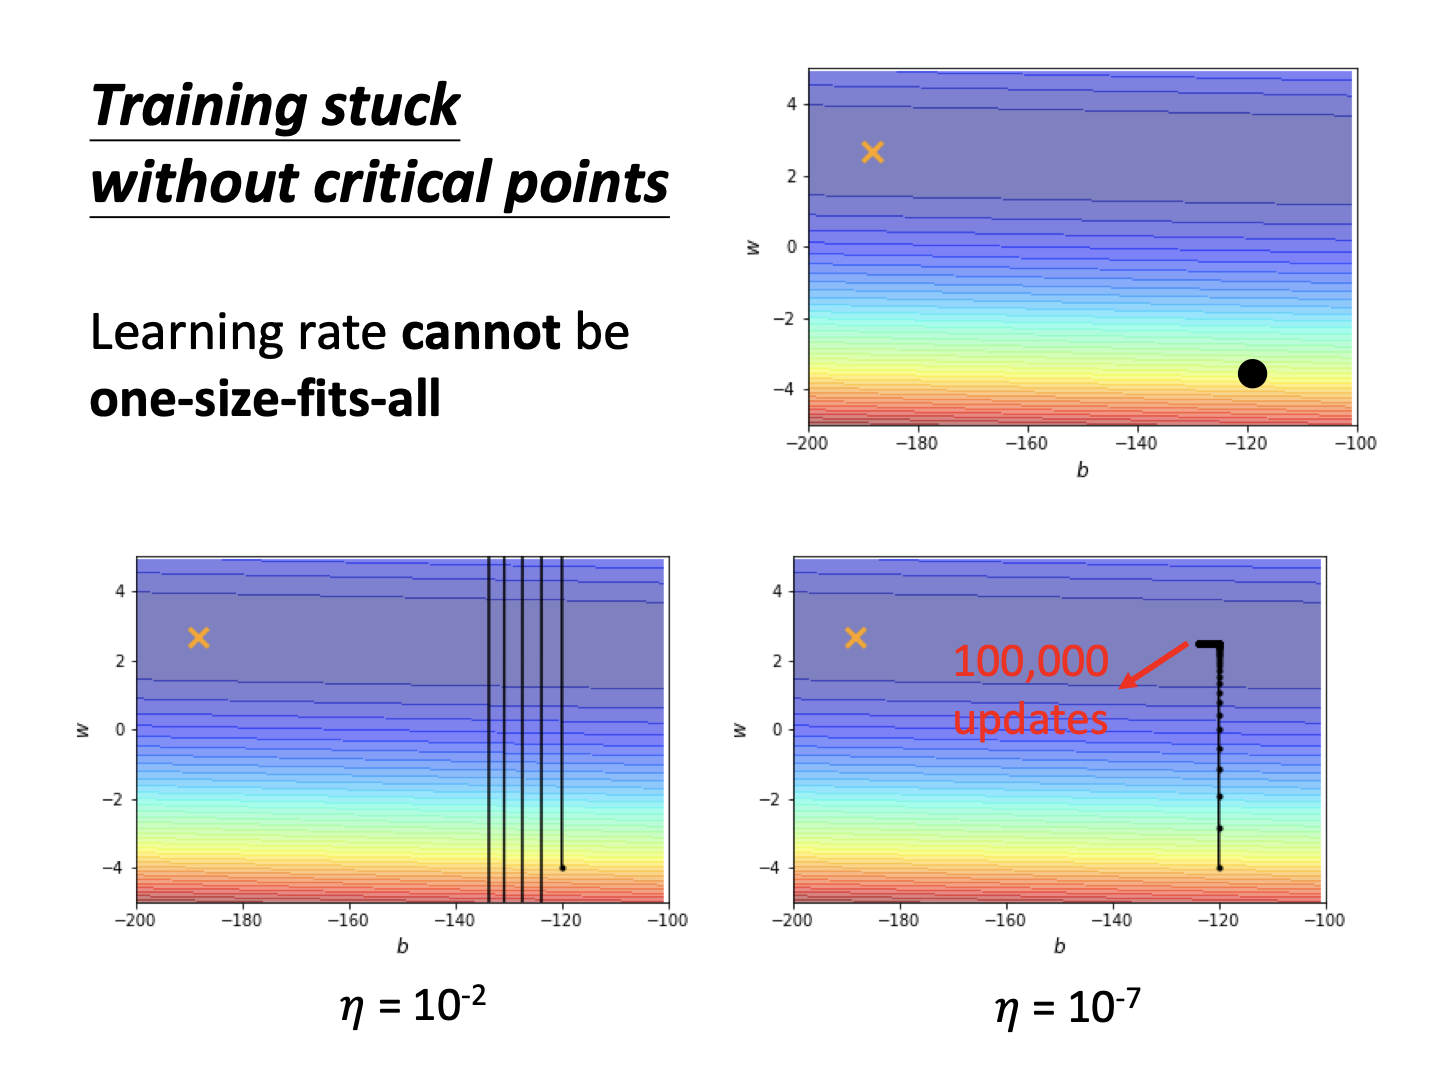 Training stuck
without critical points
Learning rate cannot be
one-size-fits-all
4
2
0
−2
−4
w
−200 −180 −160 −140 −120 −100
b
4
2
0
−2
−4
w
−200 −180 −160 −140 −120 −100
b
η = 10⁻²
4
2
0
−2
−4
w
100,000
updates
−200 −180 −160 −140 −120 −100
b
η = 10⁻⁷